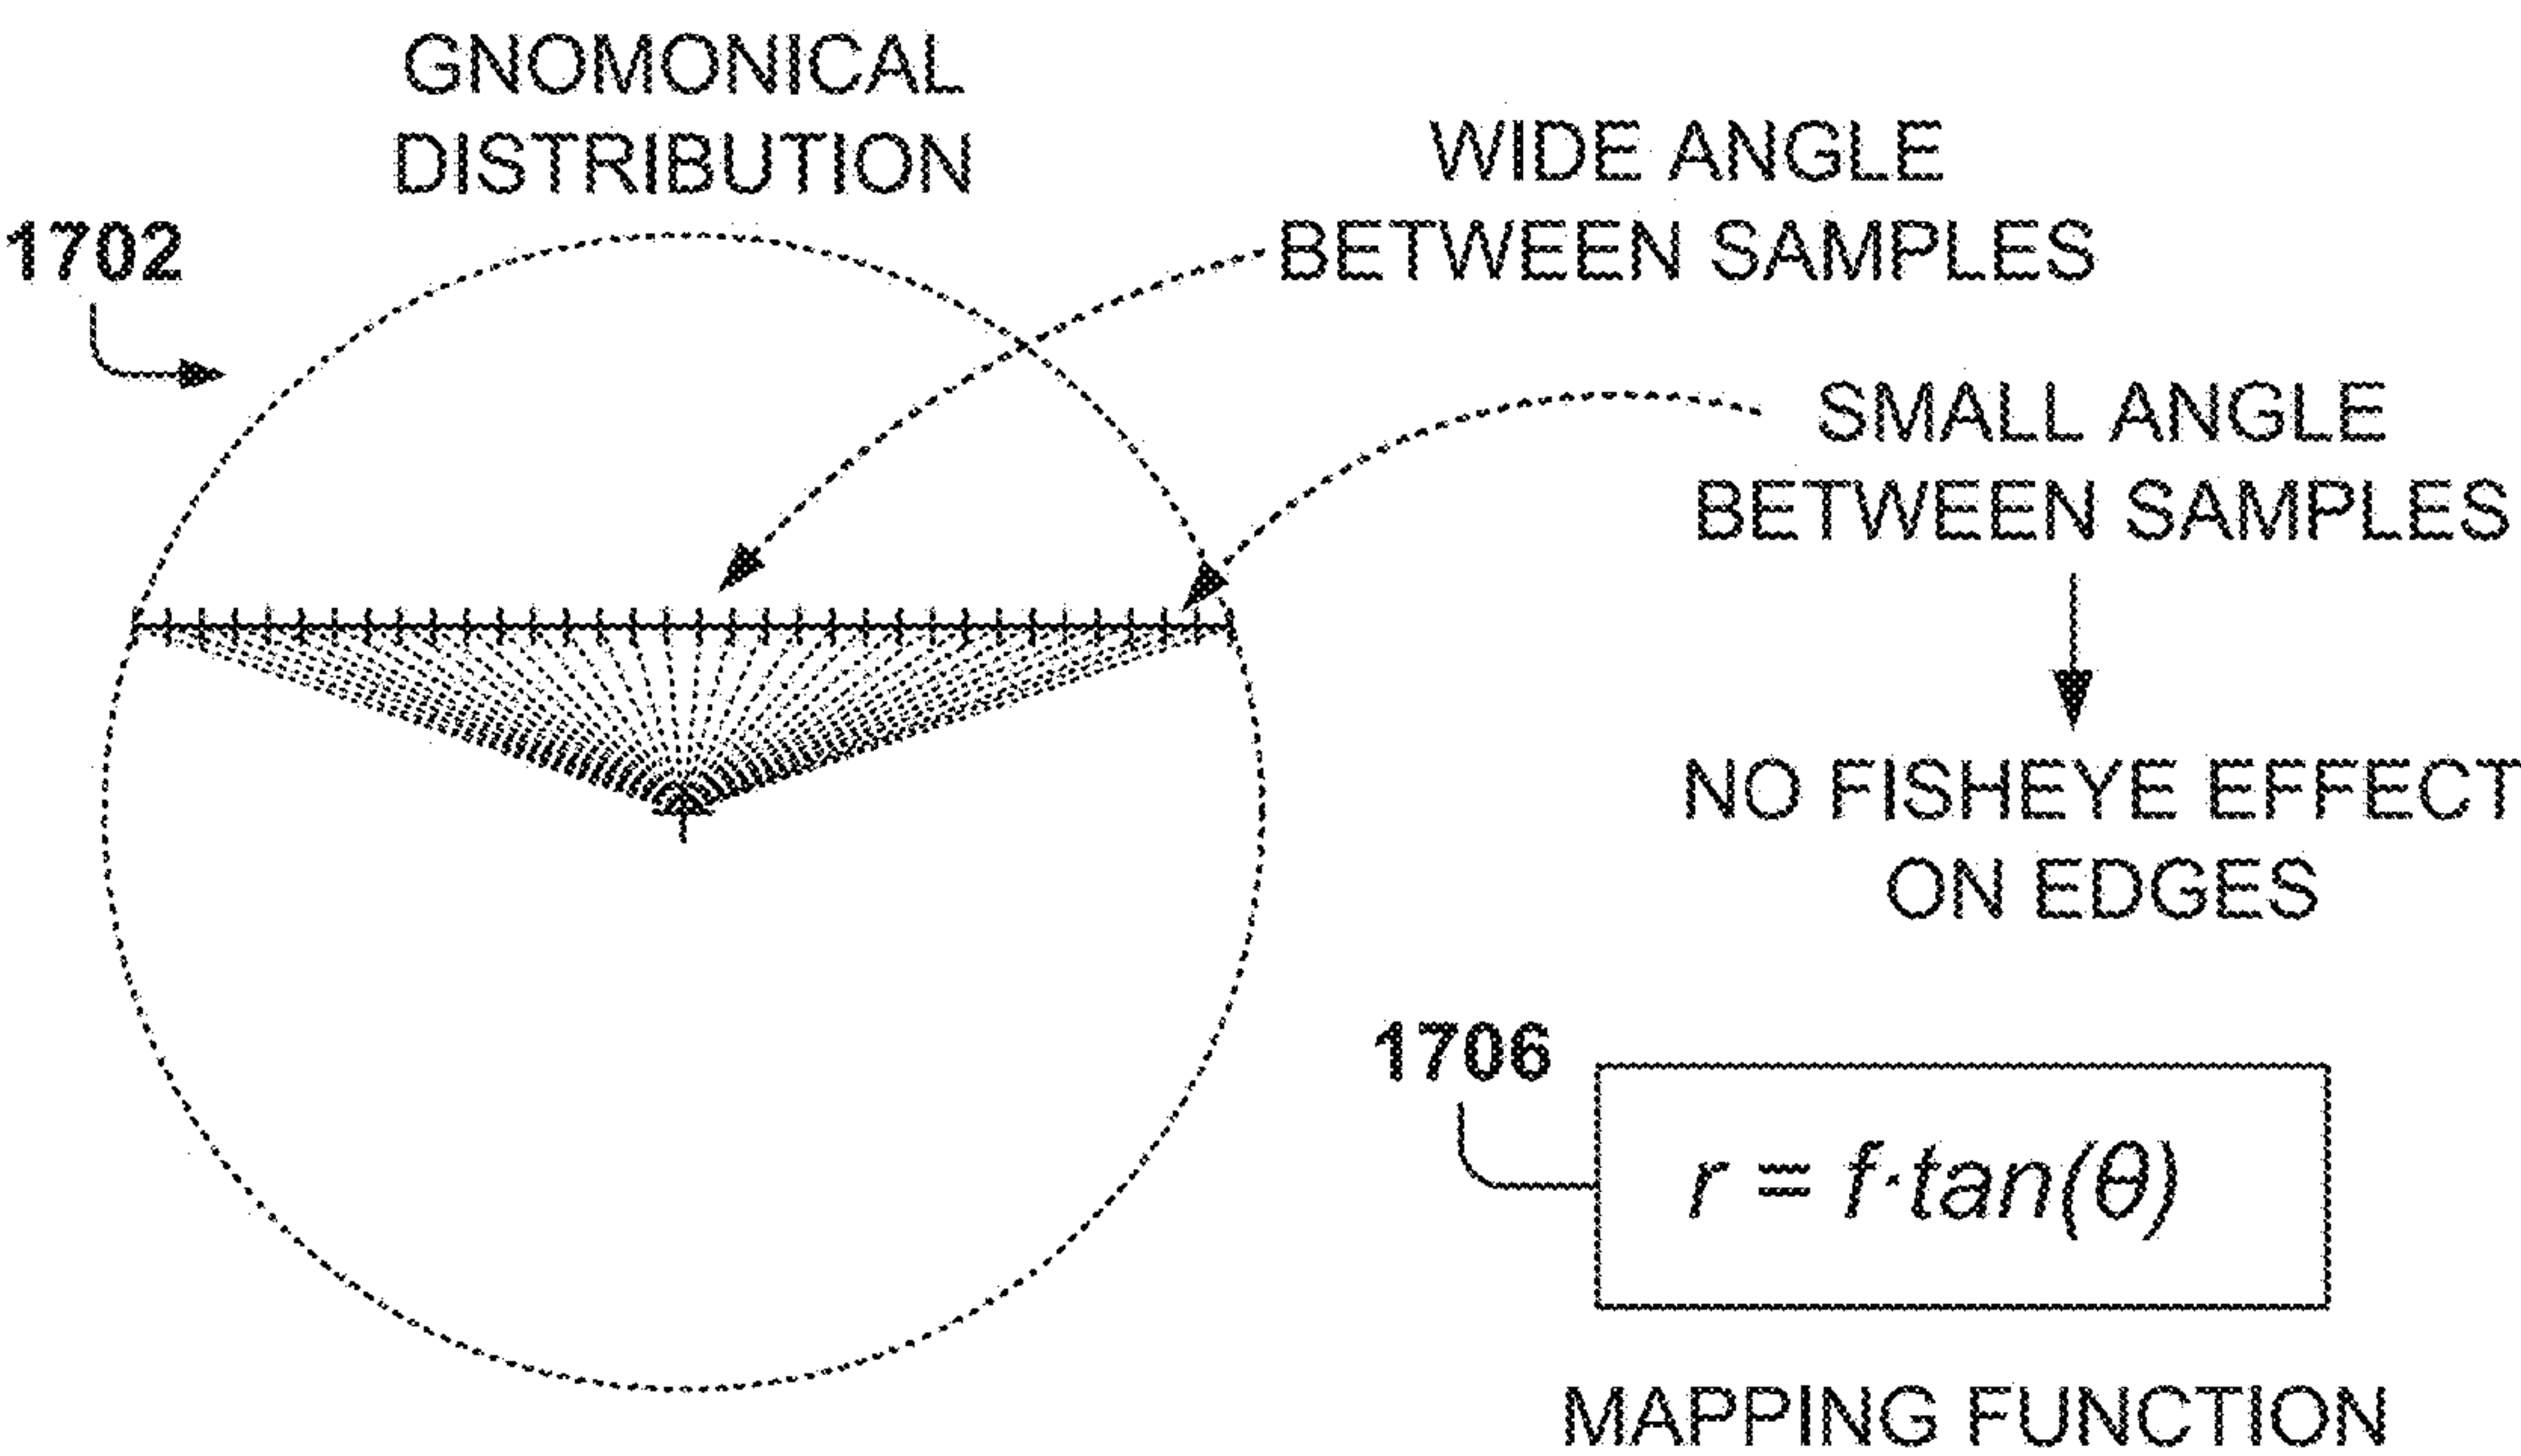 GNOMONICAL
DISTRIBUTION
1702
WIDE ANGLE
BETWEEN SAMPLES
SMALL ANGLE
BETWEEN SAMPLES
NO FISHEYE EFFECT
ON EDGES
1706
r = f·tan(θ)
MAPPING FUNCTION